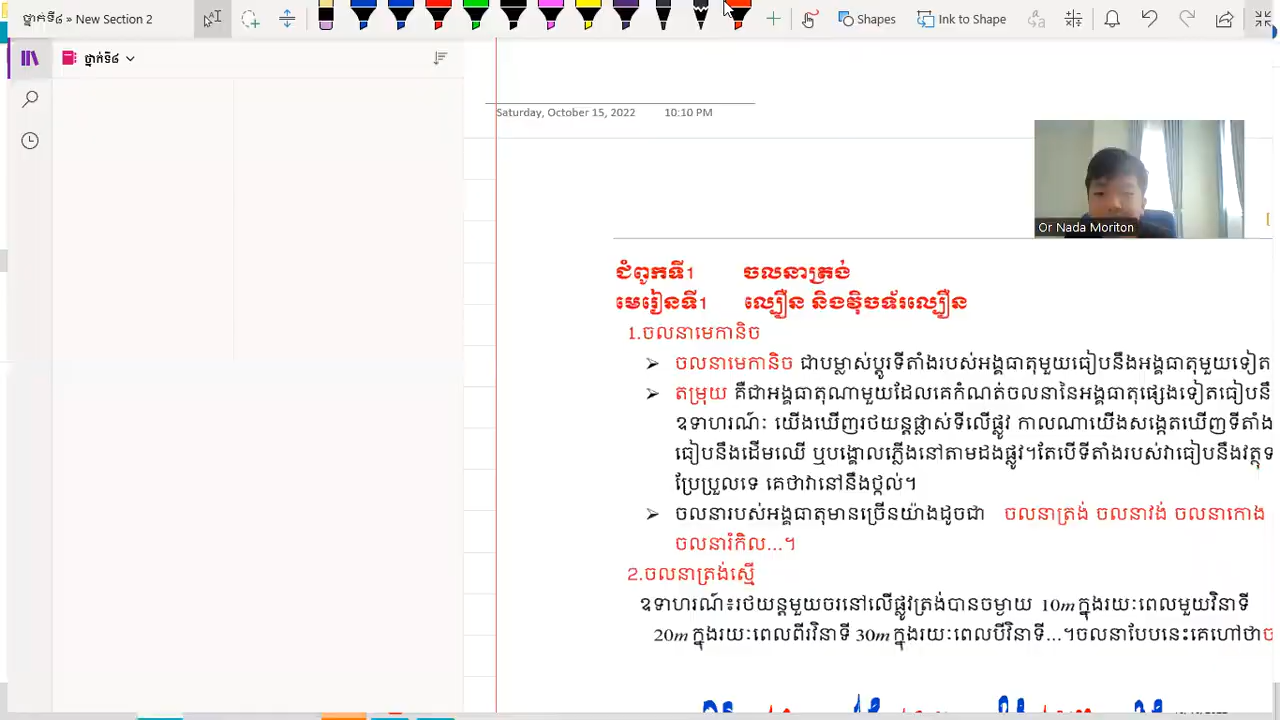 ថ្នាក់ទី៨ » New Section 2
Shapes
Ink to Shape
ថ្នាក់ទី៨
Saturday, October 15, 2022 10:10 PM
Or Nada Moriton
ជំពូកទី1 ចលនាត្រង់
មេរៀនទី1 ល្បឿន និងវ៉ិចទ័រល្បឿន
1.ចលនាមេកានិច
ចលនាមេកានិច ជាបម្លាស់ប្តូរទីតាំងរបស់អង្គធាតុមួយធៀបនឹងអង្គធាតុមួយទៀត
តម្រុយ គឺជាអង្គធាតុណាមួយដែលគេកំណត់ចលនានៃអង្គធាតុផ្សេងទៀតធៀបនឹ
ឧទាហរណ៍ៈ យើងឃើញរថយន្តផ្លាស់ទីលើផ្លូវ កាលណាយើងសង្កេតឃើញទីតាំង
ធៀបនឹងដើមឈើ ឬបង្គោលភ្លើងនៅតាមដងផ្លូវ។តែបើទីតាំងរបស់វាធៀបនឹងវត្ថុទ
ប្រែប្រួលទេ គេថាវានៅនឹងថ្កល់។
ចលនារបស់អង្គធាតុមានច្រើនយ៉ាងដូចជា ចលនាត្រង់ ចលនាវង់ ចលនាកោង
ចលនារំកិល...។
2.ចលនាត្រង់ស្មើ
ឧទាហរណ៍៖រថយន្តមួយចរនៅលើផ្លូវត្រង់បានចម្ងាយ 10m ក្នុងរយៈពេលមួយវិនាទី
20m ក្នុងរយៈពេលពីរវិនាទី 30m ក្នុងរយៈពេលបីវិនាទី...។ចលនាបែបនេះគេហៅថាច